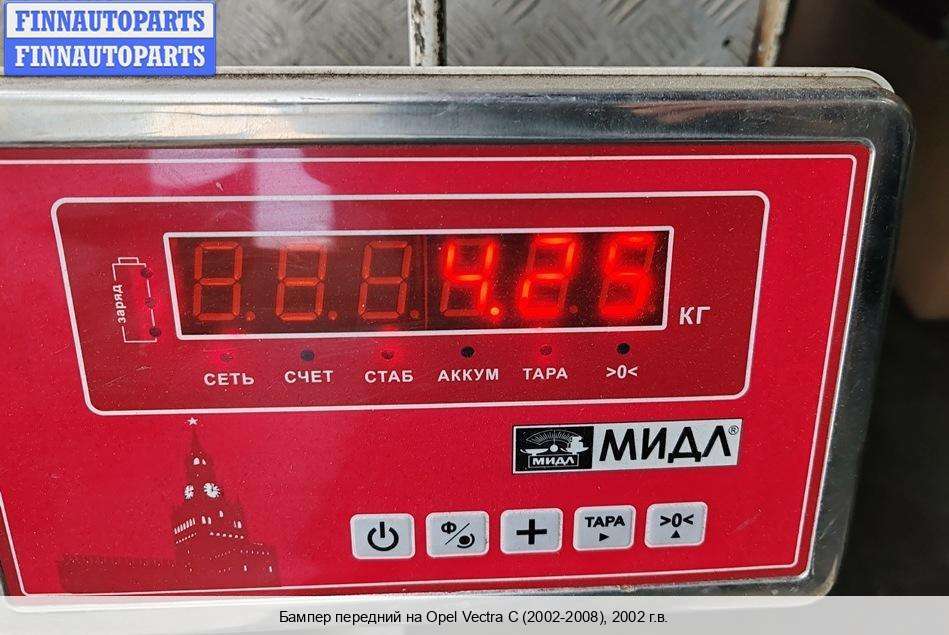 FINNAUTOPARTS
FINNAUTOPARTS
заряд
4.25
КГ
СЕТЬ СЧЕТ СТАБ АККУМ ТАРА >0<
МИДЛ
МИДЛ®
Ф
+
ТАРА
>0<
Бампер передний на Opel Vectra C (2002-2008), 2002 г.в.